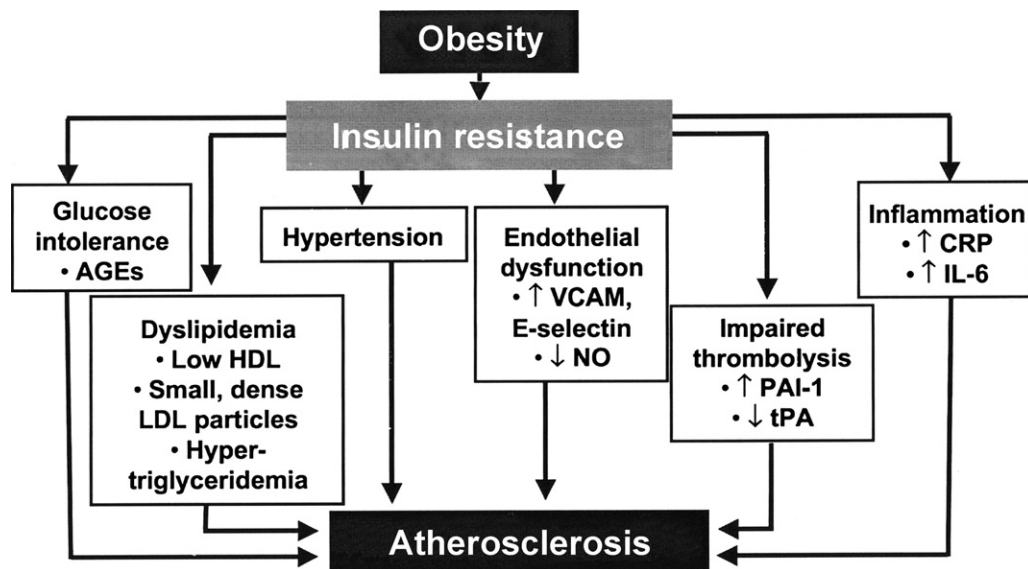 Obesity
Insulin resistance
Glucose
intolerance
• AGEs
Dyslipidemia
• Low HDL
• Small, dense
LDL particles
• Hyper-
triglyceridemia
Hypertension
Endothelial
dysfunction
• ↑ VCAM,
E-selectin
• ↓ NO
Impaired
thrombolysis
• ↑ PAI-1
• ↓ tPA
Inflammation
• ↑ CRP
• ↑ IL-6
Atherosclerosis